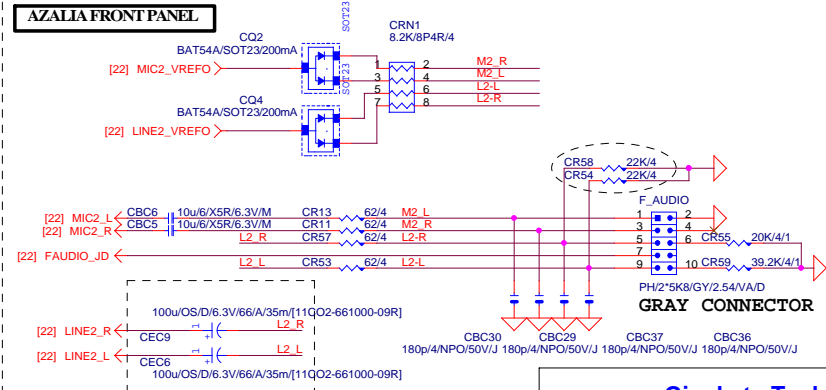 AZALIA FRONT PANEL
SOT23
SOT23
CQ2
BAT54A/SOT23/200mA
[22] MIC2_VREFO
CQ4
BAT54A/SOT23/200mA
[22] LINE2_VREFO
CRN1
8.2K/8P4R/4
1 2 M2_R
3 4 M2_L
5 6 L2-L
7 8 L2-R
CR58 22K/4
CR54 22K/4
F_AUDIO
[22] MIC2_L CBC6 10u/6/X5R/6.3V/M CR13 62/4 M2_L 1 2
[22] MIC2_R CBC5 10u/6/X5R/6.3V/M CR11 62/4 M2_R 3 4
L2_R CR57 62/4 L2-R 5 6 CR55 20K/4/1
[22] FAUDIO_JD 7
L2_L CR53 62/4 L2-L 9 10 CR59 39.2K/4/1
PH/2*5K8/GY/2.54/VA/D
GRAY CONNECTOR
100u/OS/D/6.3V/66/A/35m/[11CO2-661000-09R]
[22] LINE2_R 1 + L2_R
CEC9
[22] LINE2_L 1 + L2_L
CEC6
100u/OS/D/6.3V/66/A/35m/[11CO2-661000-09R]
CBC30 CBC29 CBC37 CBC36
180p/4/NPO/50V/J 180p/4/NPO/50V/J 180p/4/NPO/50V/J 180p/4/NPO/50V/J